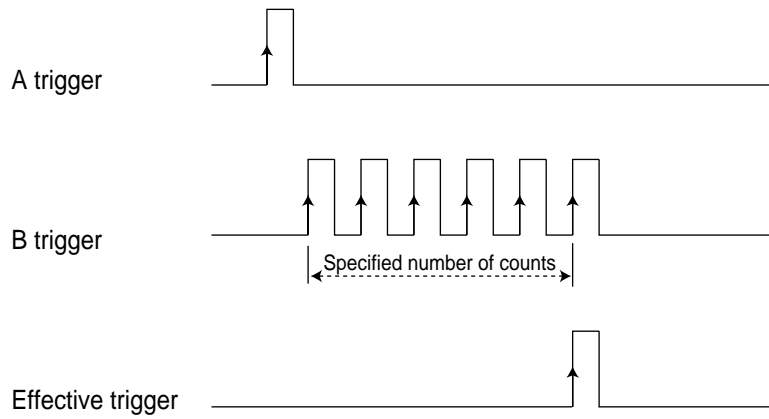 A trigger
B trigger
Specified number of counts
Effective trigger